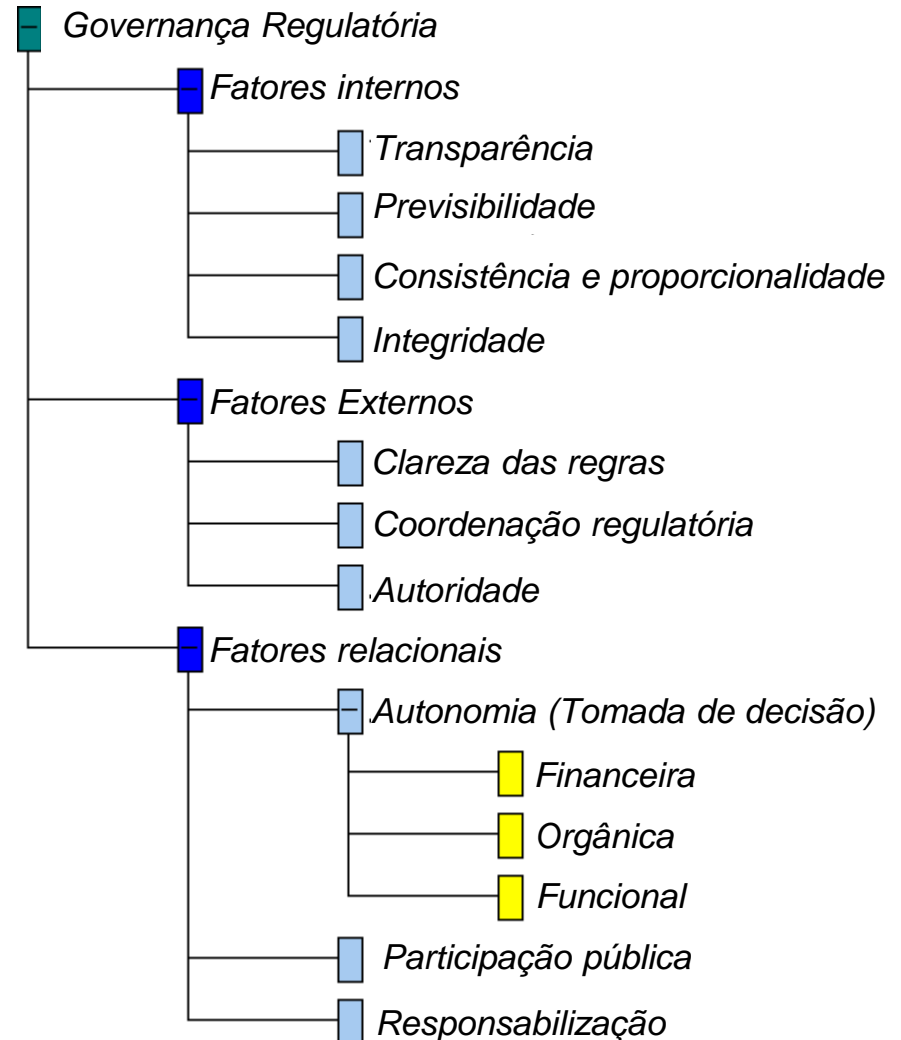 Governança Regulatória
Fatores internos
Transparência
Previsibilidade
Consistência e proporcionalidade
Integridade
Fatores Externos
Clareza das regras
Coordenação regulatória
Autoridade
Fatores relacionais
Autonomia (Tomada de decisão)
Financeira
Orgânica
Funcional
Participação pública
Responsabilização